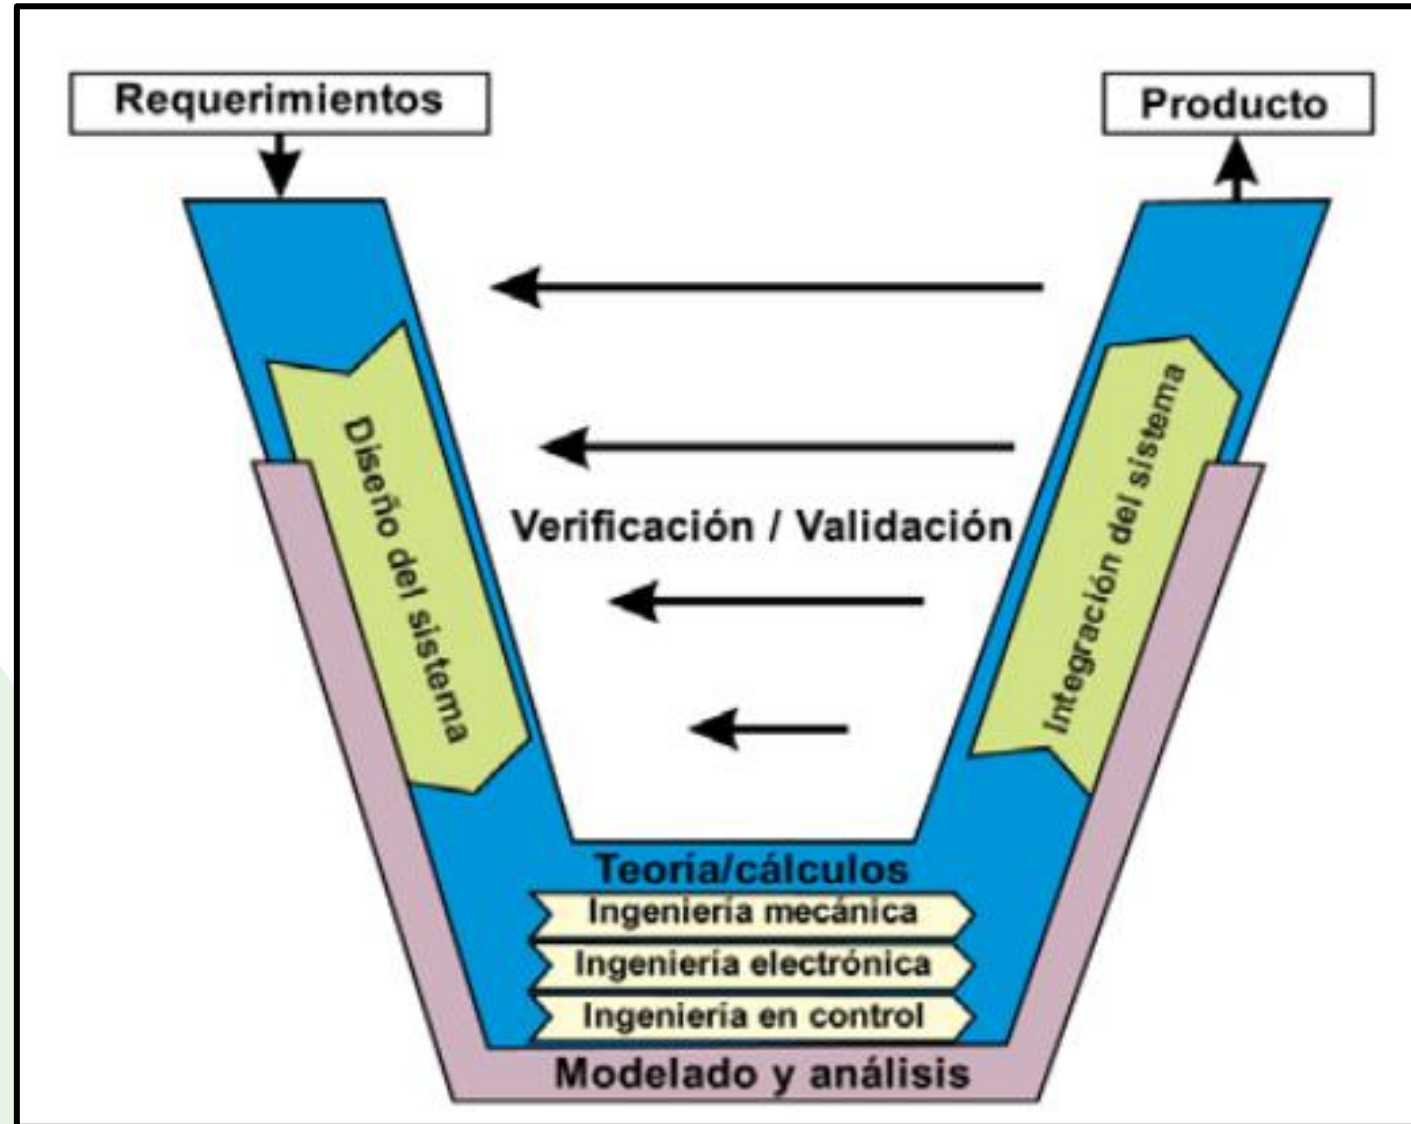 Requerimientos
Producto
Diseño del sistema
Verificación / Validación
Integración del sistema
Teoría/cálculos
Ingeniería mecánica
Ingeniería electrónica
Ingeniería en control
Modelado y análisis